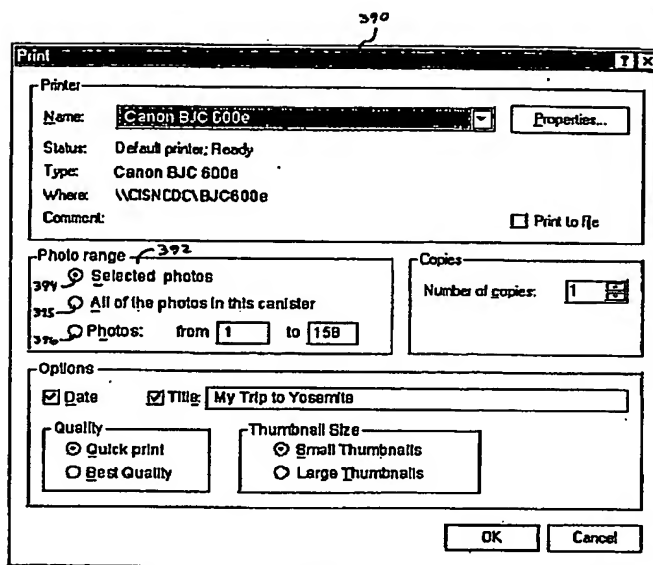 390
Print
Printer
Name: Canon BJC 600e Properties...
Status: Default printer; Ready
Type: Canon BJC 600e
Where: \\CISNCDC\BJC600e
Comment: Print to file
Photo range 392
394 Selected photos
395 All of the photos in this canister
396 Photos: from 1 to 158
Copies
Number of copies: 1
Options
Date Title: My Trip to Yosemite
Quality
Quick print
Best Quality
Thumbnail Size
Small Thumbnails
Large Thumbnails
OK Cancel